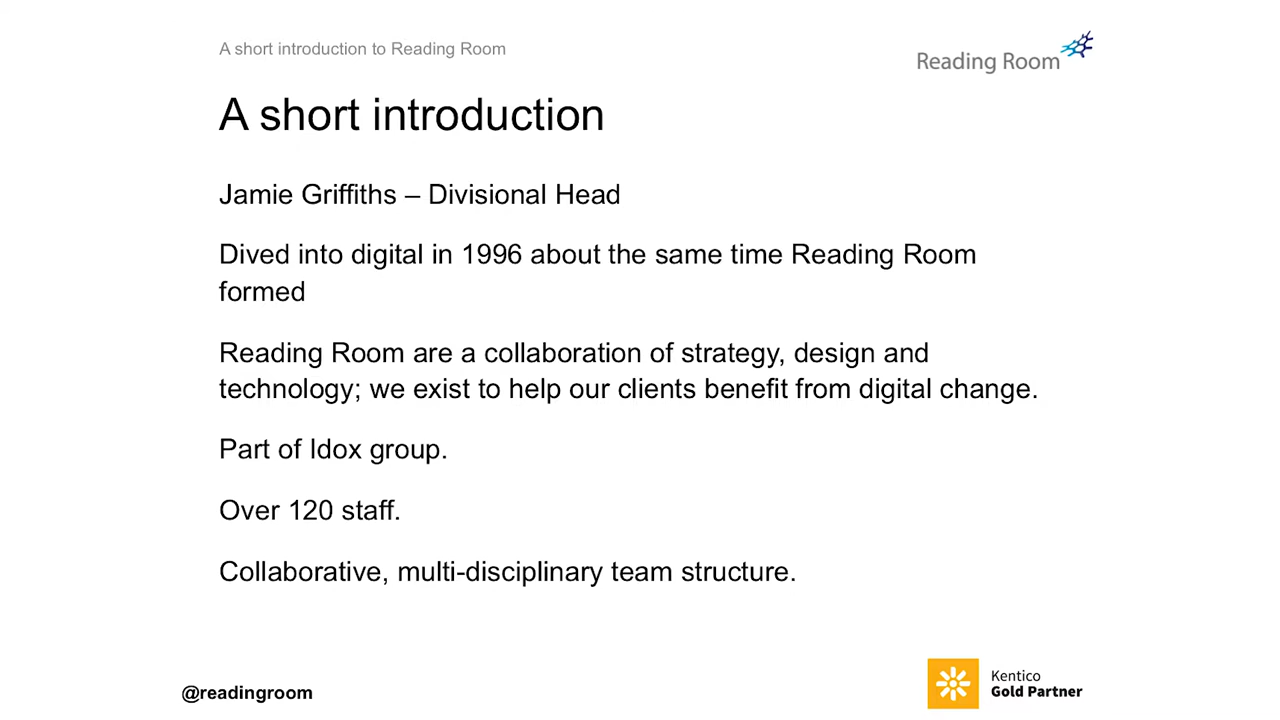 A short introduction to Reading Room
Reading Room
A short introduction
Jamie Griffiths – Divisional Head
Dived into digital in 1996 about the same time Reading Room
formed
Reading Room are a collaboration of strategy, design and
technology; we exist to help our clients benefit from digital change.
Part of Idox group.
Over 120 staff.
Collaborative, multi-disciplinary team structure.
@readingroom
Kentico
Gold Partner